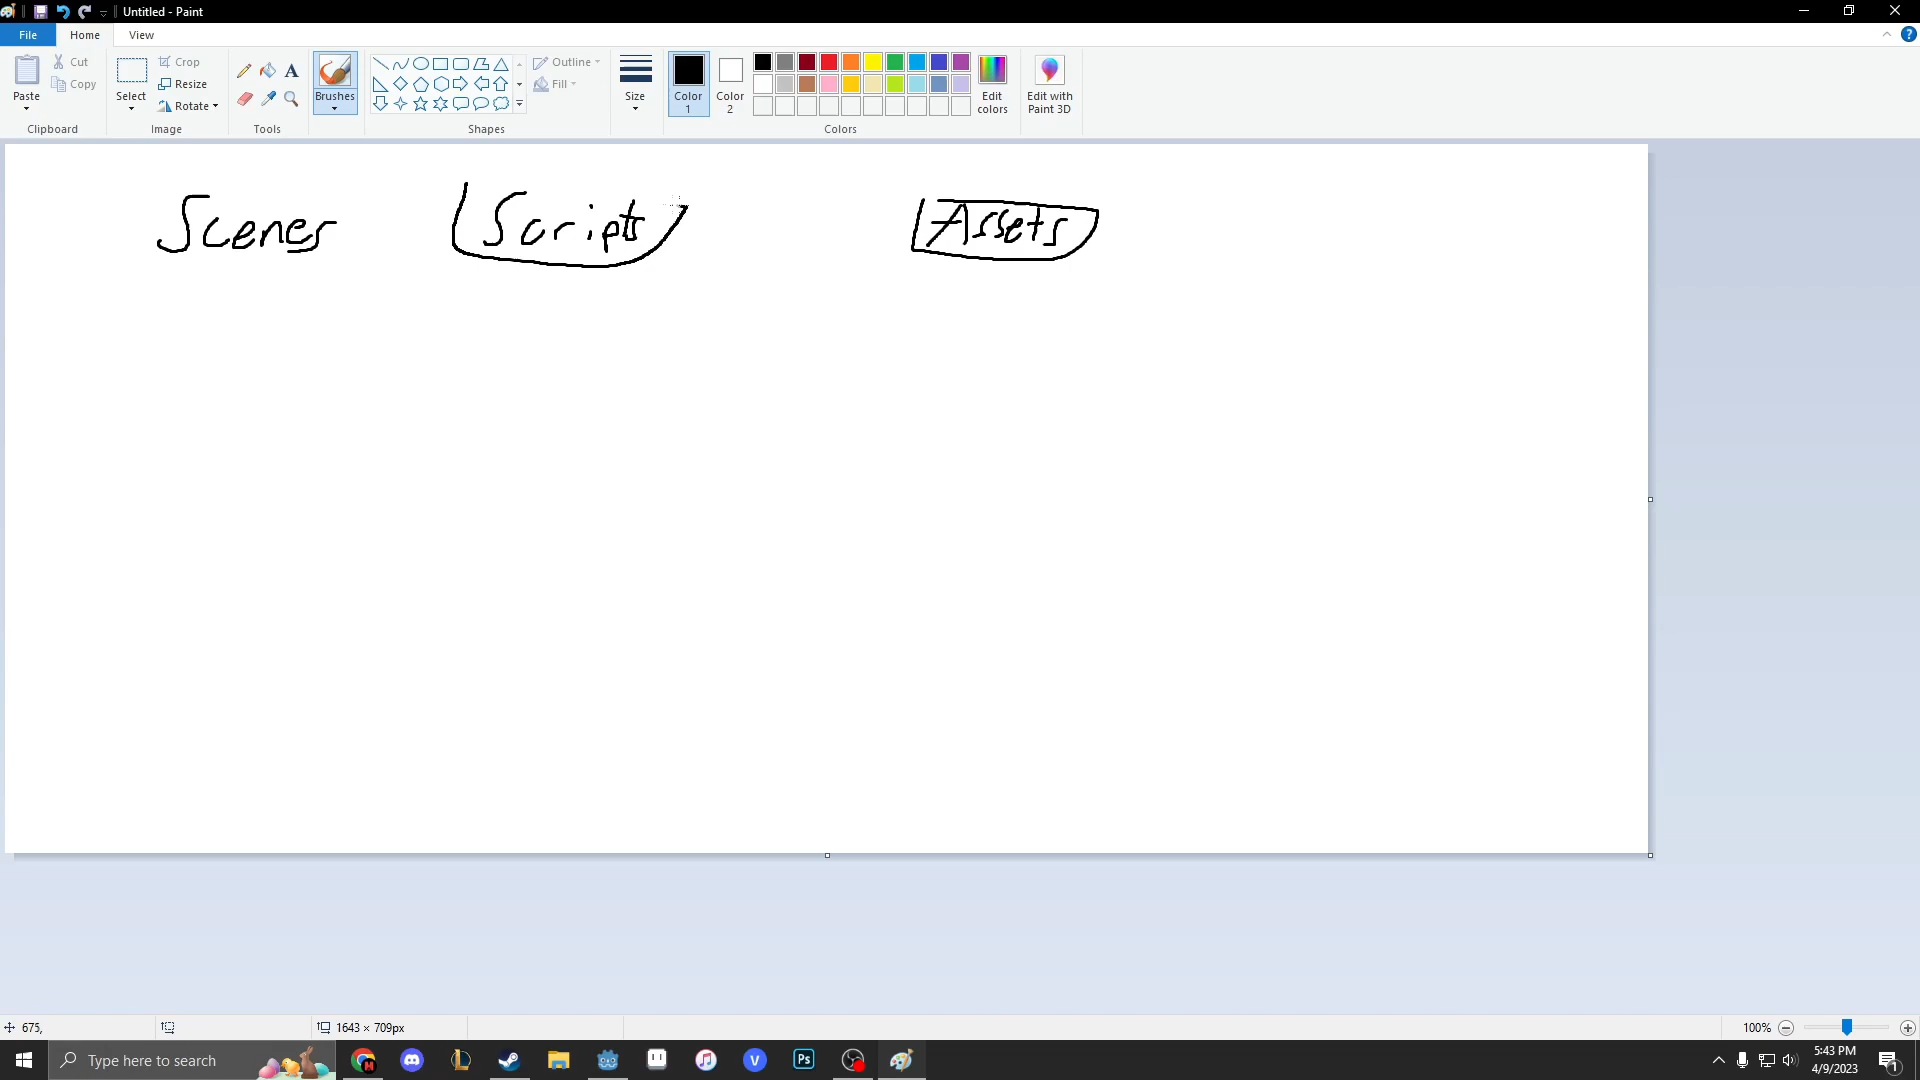 Untitled - Paint
File Home View
Paste Cut Copy Select Crop Resize Rotate Brushes Outline Fill Size Color 1 Color 2 Edit colors Edit with Paint 3D
Clipboard Image Tools Shapes Colors
Scenes Scripts Assets
675, 1643 × 709px 100%
Type here to search Ps 5:43 PM
4/9/2023